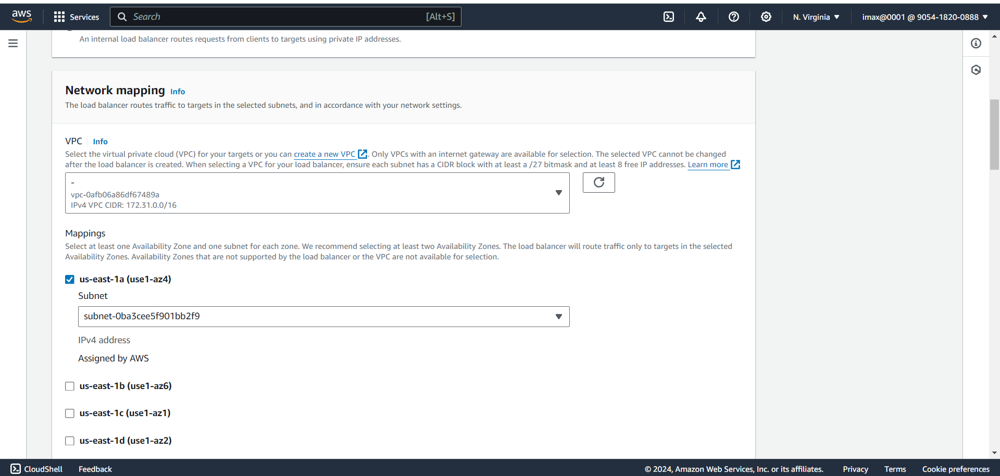 aws
Services
Search
[Alt+S]
N. Virginia
imax@0001 @ 9054-1820-0888
An internal load balancer routes requests from clients to targets using private IP addresses.
Network mapping Info
The load balancer routes traffic to targets in the selected subnets, and in accordance with your network settings.
VPC Info
Select the virtual private cloud (VPC) for your targets or you can create a new VPC. Only VPCs with an internet gateway are available for selection. The selected VPC cannot be changed
after the load balancer is created. When selecting a VPC for your load balancer, ensure each subnet has a CIDR block with at least a /27 bitmask and at least 8 free IP addresses. Learn more
-
vpc-0afb06a86df67489a
IPv4 VPC CIDR: 172.31.0.0/16
Mappings
Select at least one Availability Zone and one subnet for each zone. We recommend selecting at least two Availability Zones. The load balancer will route traffic only to targets in the selected
Availability Zones. Availability Zones that are not supported by the load balancer or the VPC are not available for selection.
us-east-1a (use1-az4)
Subnet
subnet-0ba3cee5f901bb2f9
IPv4 address
Assigned by AWS
us-east-1b (use1-az6)
us-east-1c (use1-az1)
us-east-1d (use1-az2)
CloudShell
Feedback
© 2024, Amazon Web Services, Inc. or its affiliates.
Privacy
Terms
Cookie preferences